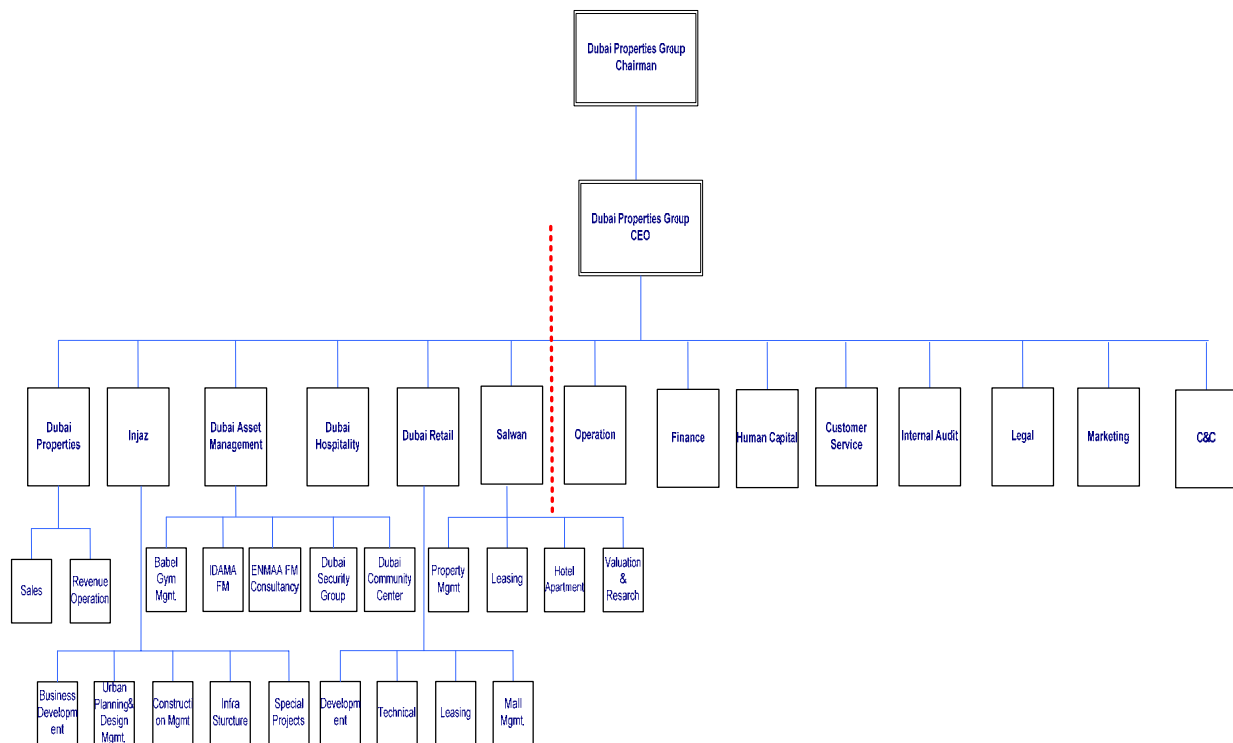 Dubai Properties Group
Chairman
Dubai Properties Group
CEO
Dubai
Properties
Injaz
Dubai Asset
Management
Dubai
Hospitality
Dubai Retail
Salwan
Operation
Finance
Human Capital
Customer
Service
Internal Audit
Legal
Marketing
C&C
Sales
Revenue
Operation
Babel
Gym
Mgnt.
IDAMA
FM
ENMAA FM
Consultancy
Dubai
Security
Group
Dubai
Community
Center
Property
Mgmt
Leasing
Hotel
Apartment
Valuation
&
Resarch
Business
Developm
ent
Urban
Planning&
Design
Mgmt.
Constructi
on Mgmt
Infra
Sturcture
Special
Projects
Developm
ent
Technical
Leasing
Mall
Mgmt.